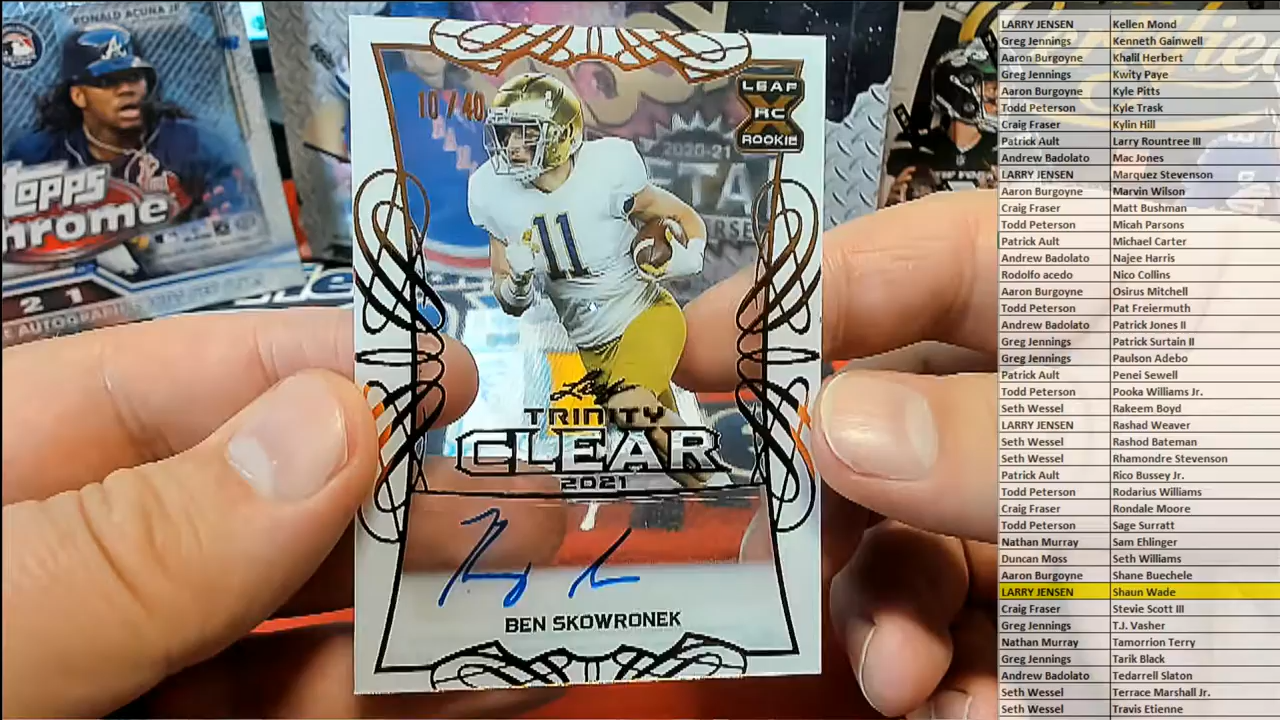 RONALD ACUÑA JR.
TOPPS
chrome
2 1
10/40
LEAF
RC
ROOKIE
2020-21
11
Leaf
TRINITY
CLEAR
2021
BEN SKOWRONEK
LARRY JENSEN Kellen Mond
Greg Jennings Kenneth Gainwell
Aaron Burgoyne Khalil Herbert
Greg Jennings Kwity Paye
Aaron Burgoyne Kyle Pitts
Todd Peterson Kyle Trask
Craig Fraser Kylin Hill
Patrick Ault Larry Rountree III
Andrew Badolato Mac Jones
LARRY JENSEN Marquez Stevenson
Aaron Burgoyne Marvin Wilson
Craig Fraser Matt Bushman
Todd Peterson Micah Parsons
Patrick Ault Michael Carter
Andrew Badolato Najee Harris
Rodolfo acedo Nico Collins
Aaron Burgoyne Osirus Mitchell
Todd Peterson Pat Freiermuth
Andrew Badolato Patrick Jones II
Greg Jennings Patrick Surtain II
Greg Jennings Paulson Adebo
Patrick Ault Penei Sewell
Todd Peterson Pooka Williams Jr.
Seth Wessel Rakeem Boyd
LARRY JENSEN Rashad Weaver
Seth Wessel Rashod Bateman
Seth Wessel Rhamondre Stevenson
Patrick Ault Rico Bussey Jr.
Todd Peterson Rodarius Williams
Craig Fraser Rondale Moore
Todd Peterson Sage Surratt
Nathan Murray Sam Ehlinger
Duncan Moss Seth Williams
Aaron Burgoyne Shane Buechele
LARRY JENSEN Shaun Wade
Craig Fraser Stevie Scott III
Greg Jennings T.J. Vasher
Nathan Murray Tamorrion Terry
Greg Jennings Tarik Black
Andrew Badolato Tedarrell Slaton
Seth Wessel Terrace Marshall Jr.
Seth Wessel Travis Etienne